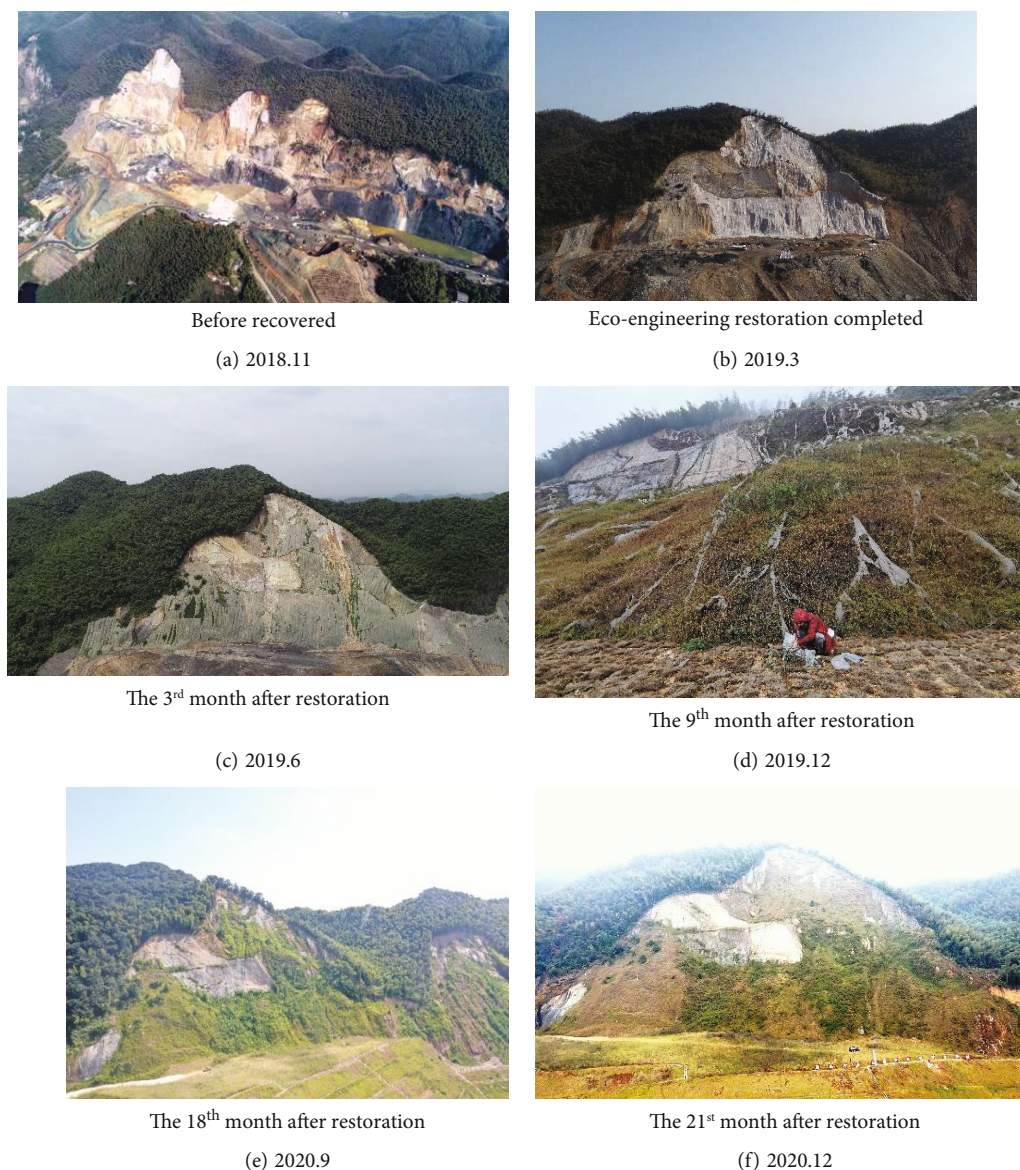 Before recovered
Eco-engineering restoration completed
(a) 2018.11
(b) 2019.3
The 3rd month after restoration
The 9th month after restoration
(c) 2019.6
(d) 2019.12
The 18th month after restoration
The 21st month after restoration
(e) 2020.9
(f) 2020.12